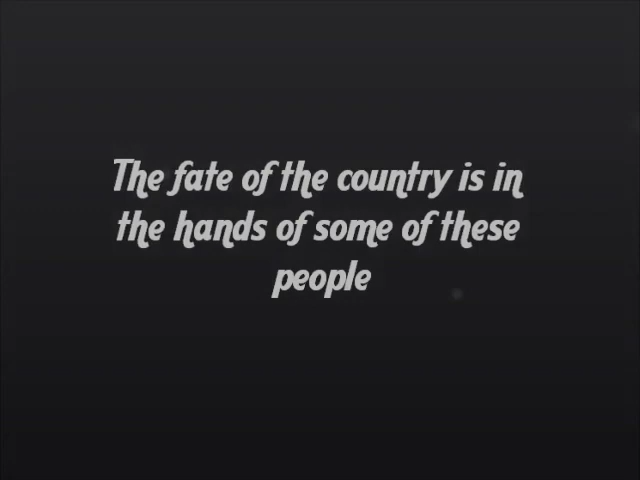 The fate of the country is in
the hands of some of these
people